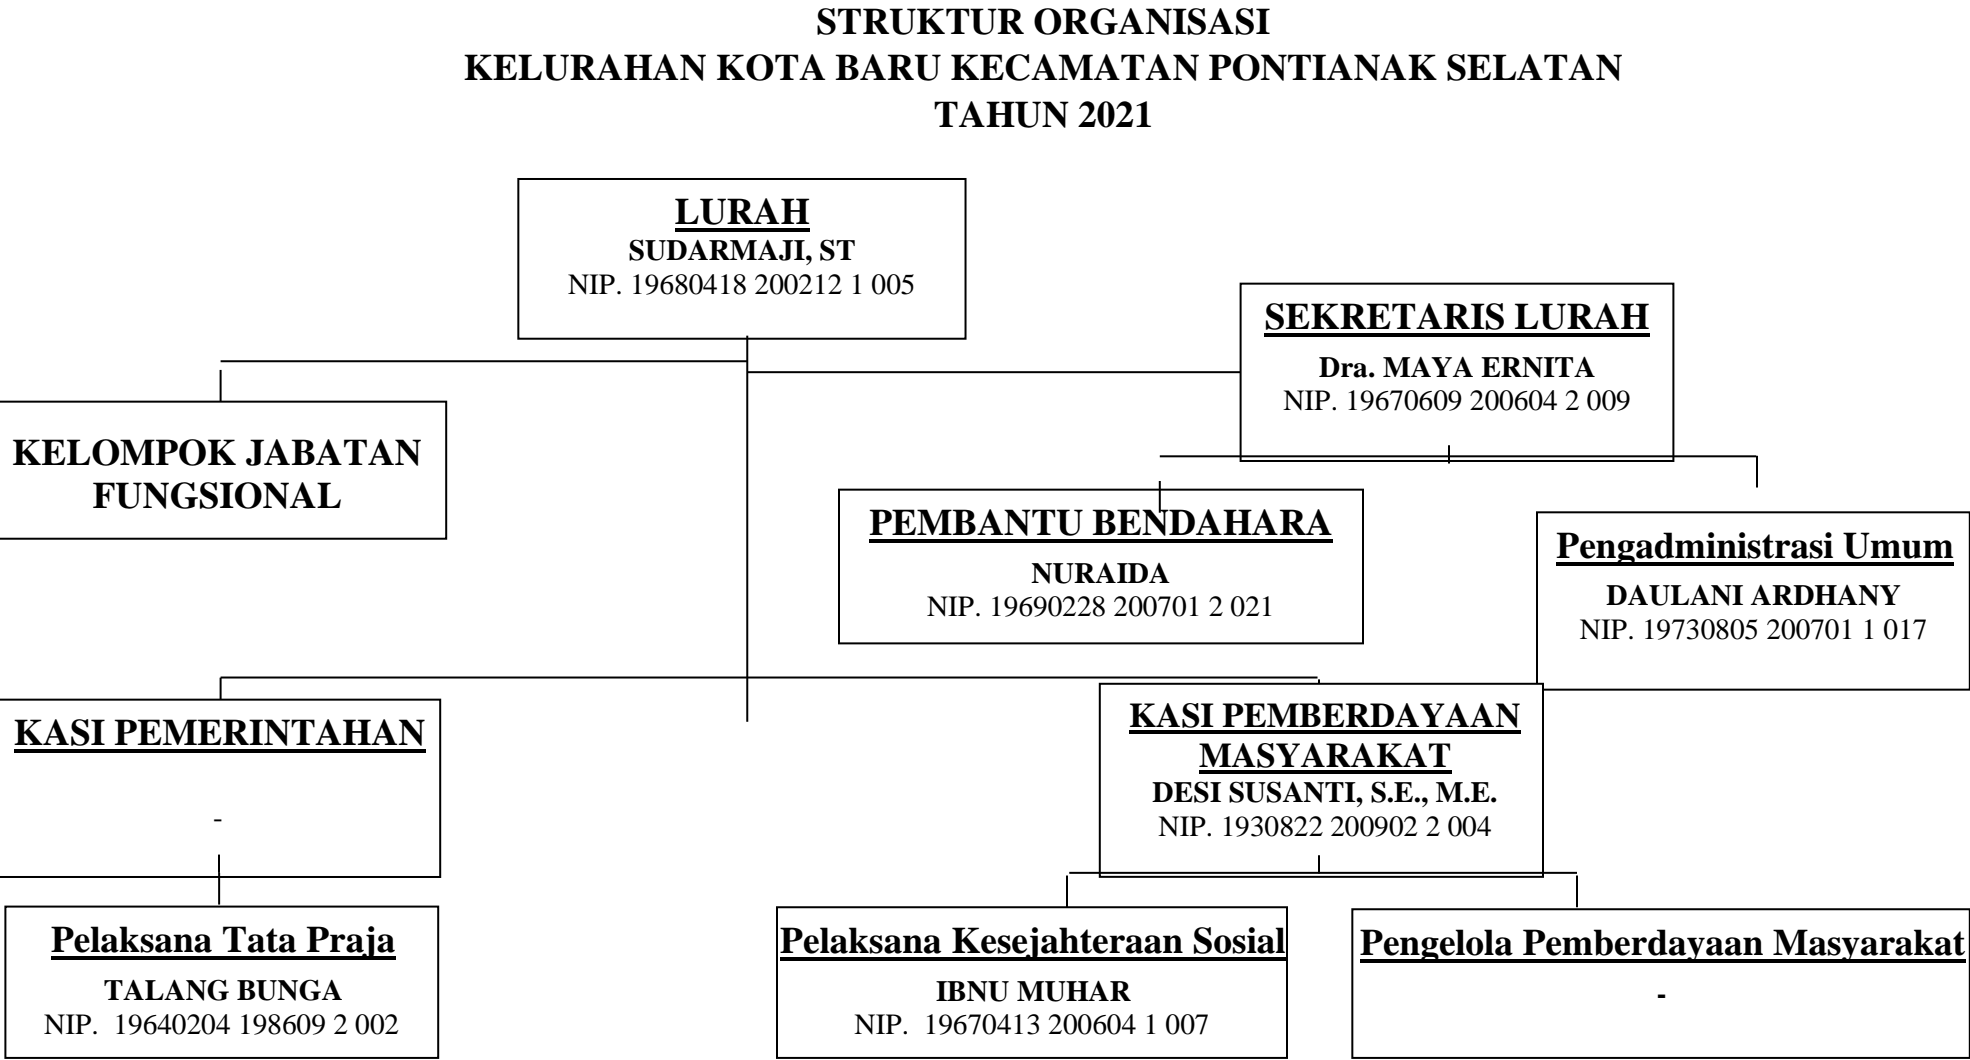 STRUKTUR ORGANISASI
KELURAHAN KOTA BARU KECAMATAN PONTIANAK SELATAN
TAHUN 2021
LURAH
SUDARMAJI, ST
NIP. 19680418 200212 1 005
SEKRETARIS LURAH
Dra. MAYA ERNITA
NIP. 19670609 200604 2 009
KELOMPOK JABATAN
FUNGSIONAL
PEMBANTU BENDAHARA
NURAIDA
NIP. 19690228 200701 2 021
Pengadministrasi Umum
DAULANI ARDHANY
NIP. 19730805 200701 1 017
KASI PEMERINTAHAN
-
KASI PEMBERDAYAAN
MASYARAKAT
DESI SUSANTI, S.E., M.E.
NIP. 1930822 200902 2 004
Pelaksana Tata Praja
TALANG BUNGA
NIP.  19640204 198609 2 002
Pelaksana Kesejahteraan Sosial
IBNU MUHAR
NIP.  19670413 200604 1 007
Pengelola Pemberdayaan Masyarakat
-